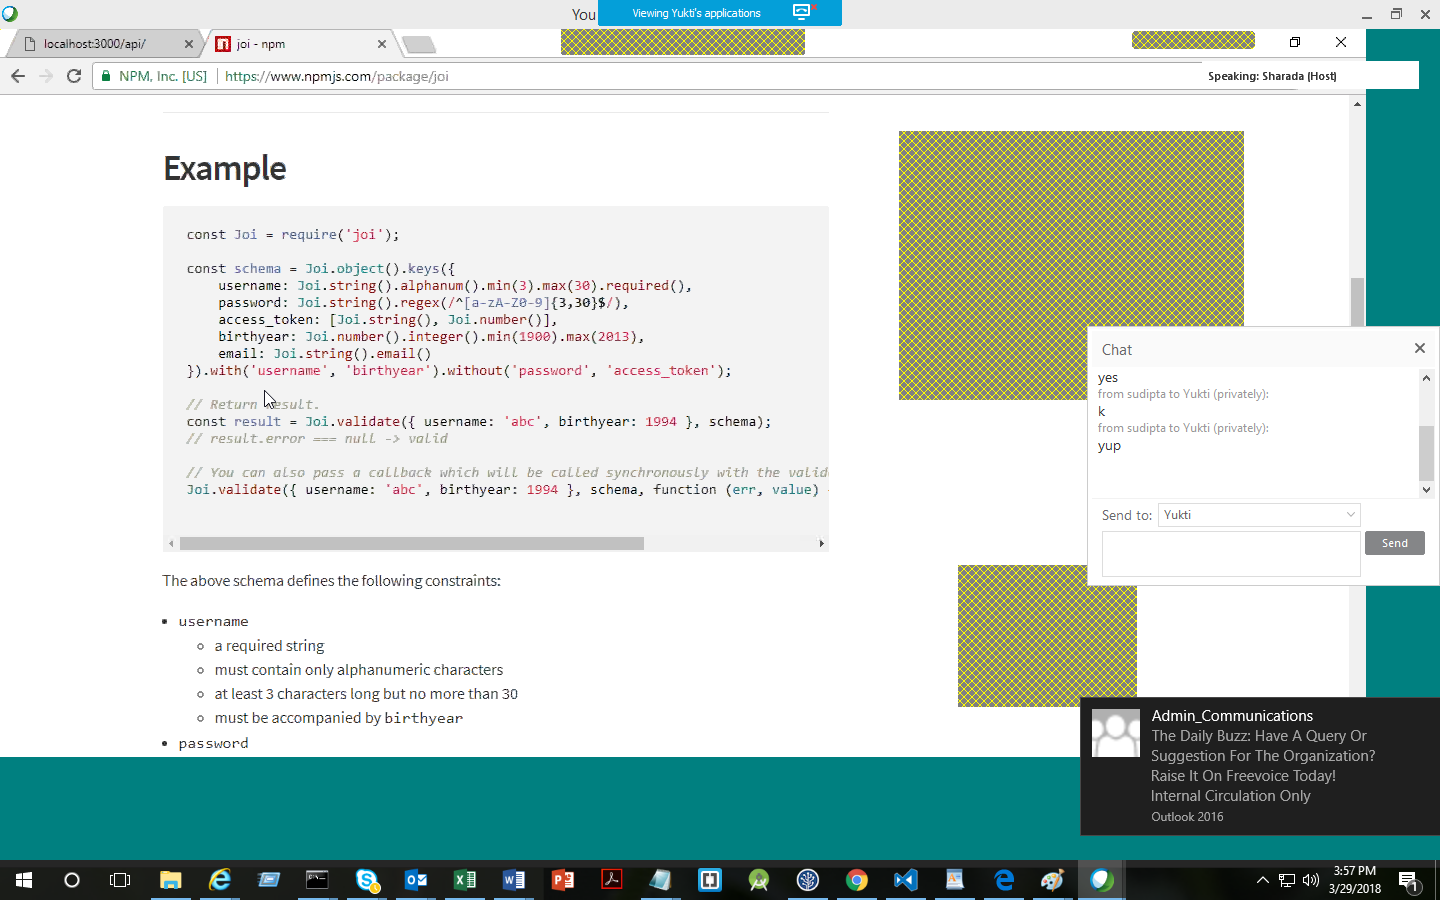 You
Viewing Yukti's applications
localhost:3000/api/
joi - npm
NPM, Inc. [US]
https://www.npmjs.com/package/joi
Speaking: Sharada (Host)
Example
const Joi = require('joi');
const schema = Joi.object().keys({
username: Joi.string().alphanum().min(3).max(30).required(),
password: Joi.string().regex(/^[a-zA-Z0-9]{3,30}$/),
access_token: [Joi.string(), Joi.number()],
birthyear: Joi.number().integer().min(1900).max(2013),
email: Joi.string().email()
}).with('username', 'birthyear').without('password', 'access_token');
// Return result.
const result = Joi.validate({ username: 'abc', birthyear: 1994 }, schema);
// result.error === null -> valid
// You can also pass a callback which will be called synchronously with the valid
Joi.validate({ username: 'abc', birthyear: 1994 }, schema, function (err, value)
The above schema defines the following constraints:
username
a required string
must contain only alphanumeric characters
at least 3 characters long but no more than 30
must be accompanied by birthyear
password
Chat
yes
from sudipta to Yukti (privately):
k
from sudipta to Yukti (privately):
yup
Send to: Yukti
Send
Admin_Communications
The Daily Buzz: Have A Query Or
Suggestion For The Organization?
Raise It On Freevoice Today!
Internal Circulation Only
Outlook 2016
3:57 PM
3/29/2018
1